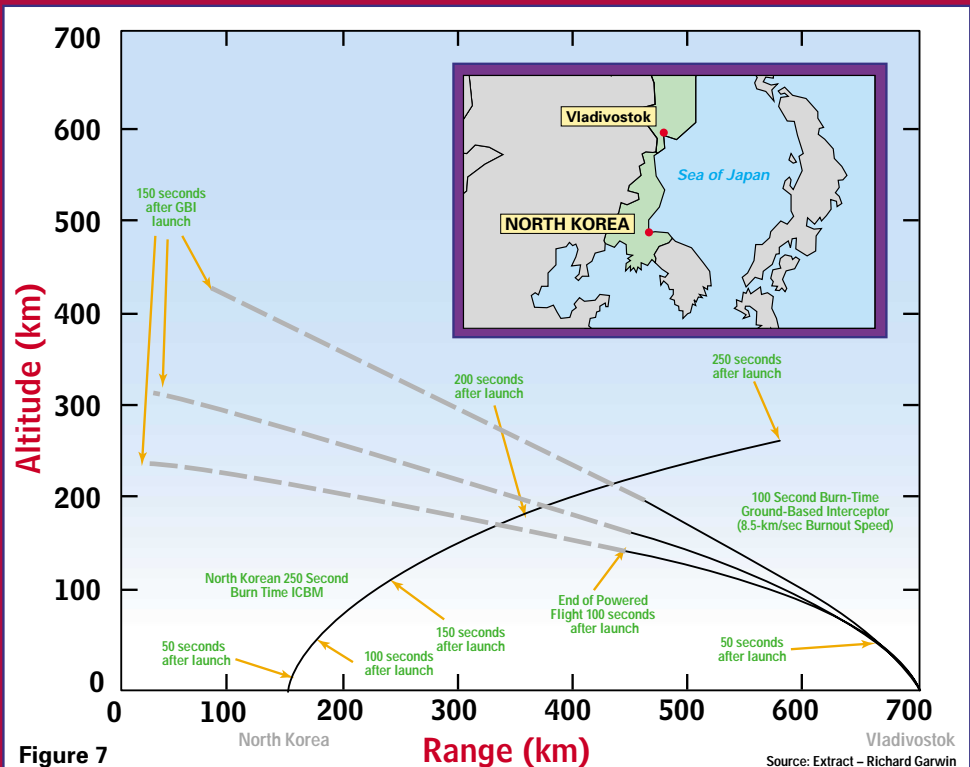 700
600
500
400
300
200
100
0
Altitude (km)
150 seconds
after GBI
launch
Vladivostok
Sea of Japan
NORTH KOREA
200 seconds
after launch
250 seconds
after launch
100 Second Burn-Time
Ground-Based Interceptor
(8.5-km/sec Burnout Speed)
North Korean 250 Second
Burn Time ICBM
End of Powered
Flight 100 seconds
after launch
150 seconds
after launch
50 seconds
after launch
100 seconds
after launch
50 seconds
after launch
0
100
200
300
400
500
600
700
North Korea
Vladivostok
Figure 7
Range (km)
Source: Extract – Richard Garwin